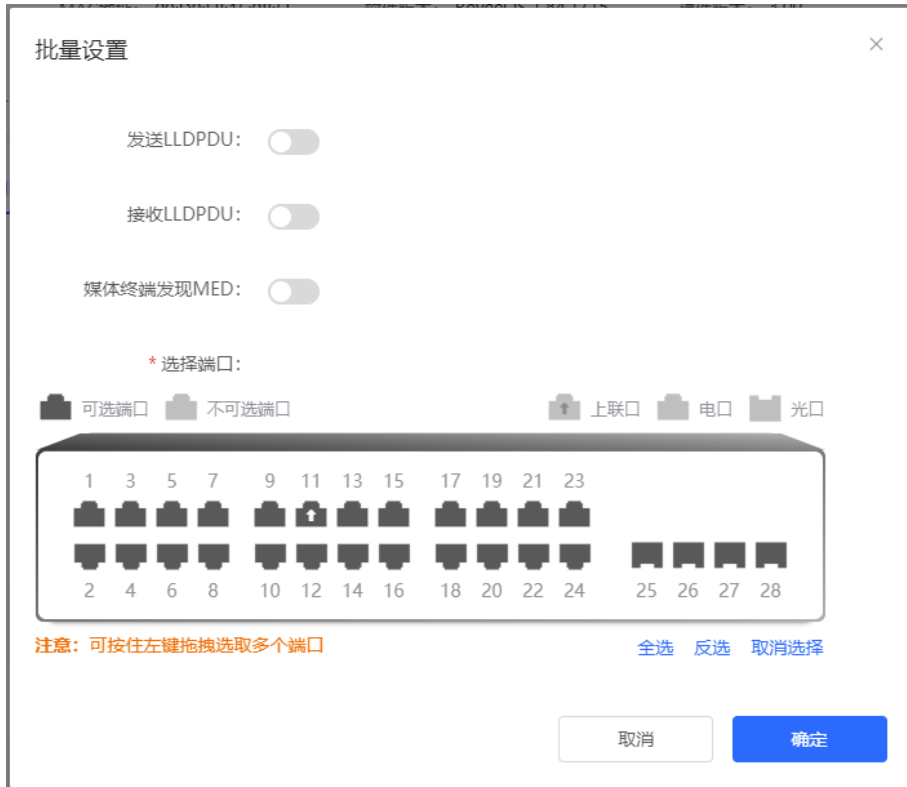 批量设置
发送LLDPDU：
接收LLDPDU：
媒体终端发现MED：
* 选择端口：
可选端口 不可选端口 上联口 电口 光口
1 3 5 7 9 11 13 15 17 19 21 23
2 4 6 8 10 12 14 16 18 20 22 24 25 26 27 28
注意：可按住左键拖拽选取多个端口 全选 反选 取消选择
取消 确定